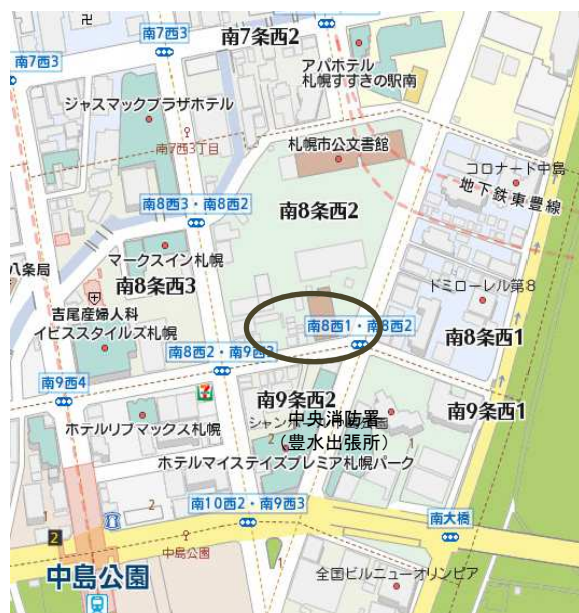 南7西3
南7条西2
南7西2
アパホテル
札幌すすきの駅南
南7西3
ジャスマックプラザホテル
南7西3丁目
札幌市公文書館
コロナード中島
地下鉄東豊線
南8西3・南8西2
南8条西2
マークスイン札幌
八条局
南8条西3
ドミローレル第8
吉尾産婦人科
イビススタイルズ札幌
南8西1・南8西2
南8条西1
南8西2・南9西3
南9西4
南9条西2
南9条西1
中央消防署
(豊水出張所)
ホテルリブマックス札幌
ホテルマイステイズプレミア札幌パーク
2
1
南10西2・南9西3
南大橋
2
1
中島公園
中島公園
1
全国ビルニューオリンピア